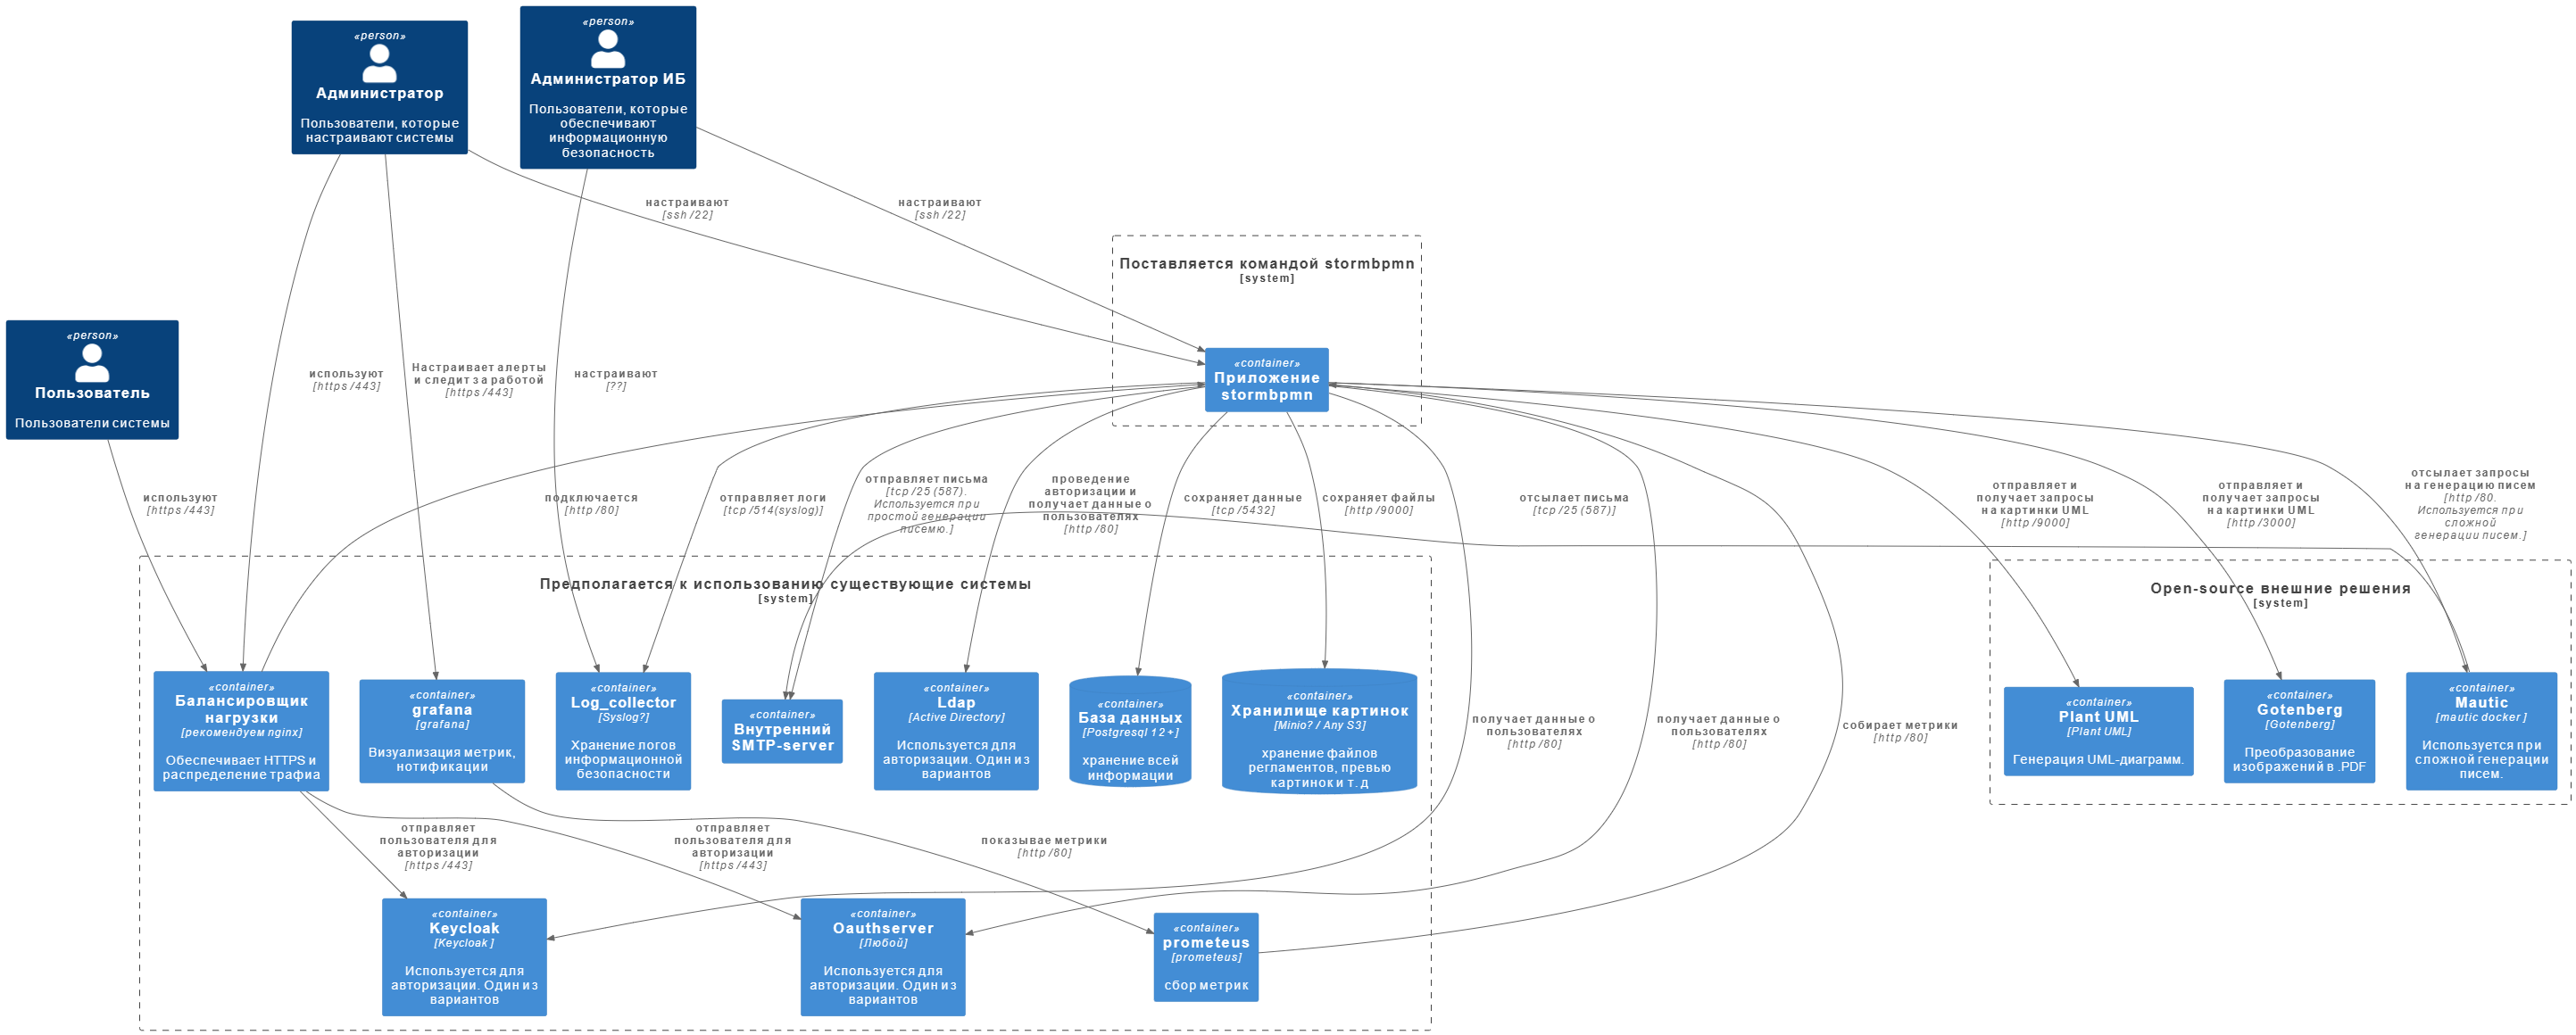 «person»
Администратор
Пользователи, которые
настраивают системы
«person»
Администратор ИБ
Пользователи, которые
обеспечивают
информационную
безопасность
настраивают
[ssh /22]
настраивают
[ssh /22]
Поставляется командой stormbpmn
[system]
«person»
Пользователь
Пользователи системы
используют
[https /443]
Настраивает алерты
и следит за работой
[https /443]
настраивают
[??]
«container»
Приложение
stormbpmn
используют
[https /443]
подключается
[http /80]
отправляет логи
[tcp /514(syslog)]
отправляет письма
[tcp /25 (587).
Используется при
простой генерации
писемю.]
проведение
авторизации и
получает данные о
пользователях
[http /80]
сохраняет данные
[tcp /5432]
сохраняет файлы
[http /9000]
отсылает письма
[tcp /25 (587)]
отправляет и
получает запросы
на картинки UML
[http /9000]
отправляет и
получает запросы
на картинки UML
[http /3000]
отсылает запросы
на генерацию писем
[http /80.
Используется при
сложной
генерации писем.]
Предполагается к использованию существующие системы
[system]
Open-source внешние решения
[system]
«container»
Балансировщик
нагрузки
[рекомендуем nginx]
Обеспечивает HTTPS и
распределение трафиа
«container»
grafana
[grafana]
Визуализация метрик,
нотификации
«container»
Log_collector
[Syslog?]
Хранение логов
информационной
безопасности
«container»
Внутренний
SMTP-server
«container»
Ldap
[Active Directory]
Используется для
авторизации. Один из
вариантов
«container»
База данных
[Postgresql 12+]
хранение всей
информации
«container»
Хранилище картинок
[Minio? / Any S3]
хранение файлов
регламентов, превью
картинок и т.д
получает данные о
пользователях
[http /80]
получает данные о
пользователях
[http /80]
собирает метрики
[http /80]
«container»
Plant UML
[Plant UML]
Генерация UML-диаграмм.
«container»
Gotenberg
[Gotenberg]
Преобразование
изображений в .PDF
«container»
Mautic
[mautic docker ]
Используется при
сложной генерации
писем.
отправляет
пользователя для
авторизации
[https /443]
отправляет
пользователя для
авторизации
[https /443]
показывае метрики
[http /80]
«container»
Keycloak
[Keycloak ]
Используется для
авторизации. Один из
вариантов
«container»
Oauthserver
[Любой]
Используется для
авторизации. Один из
вариантов
«container»
prometeus
[prometeus]
сбор метрик